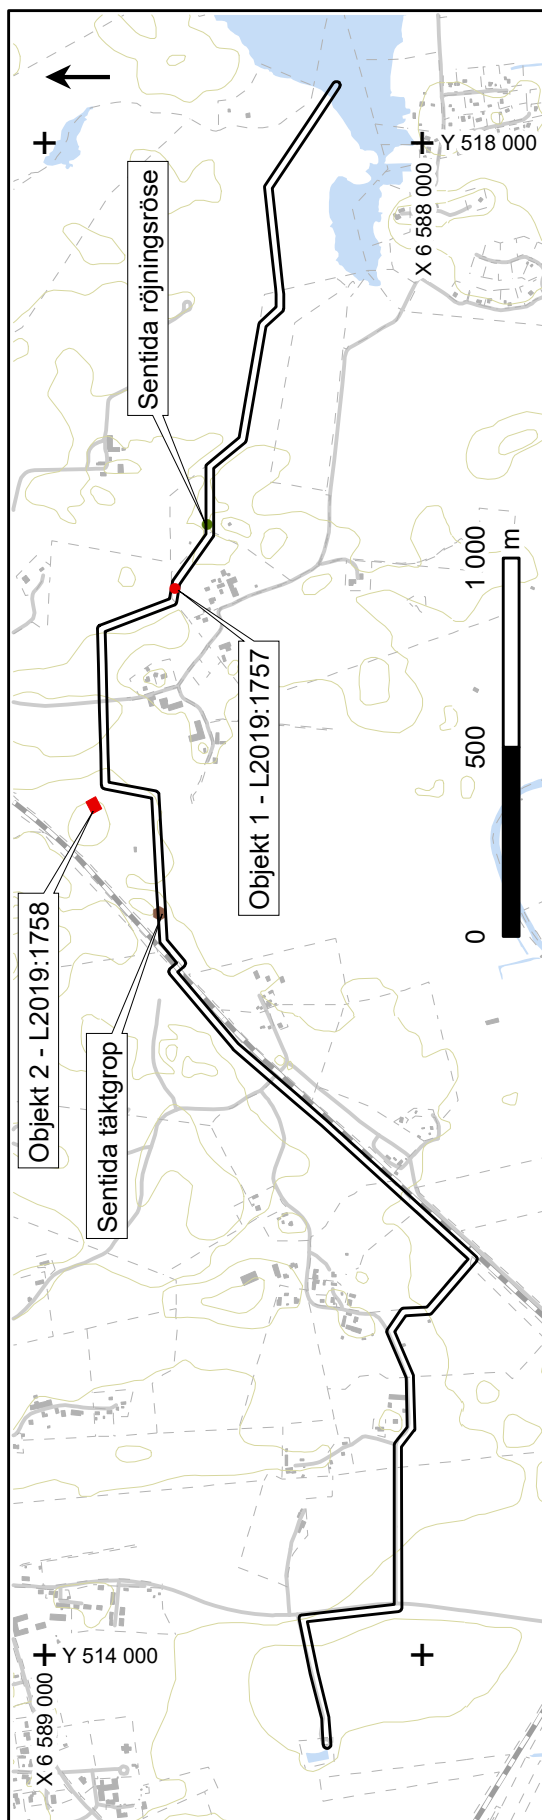 X 6 589 000
Y 514 000
Objekt 2 - L2019:1758
Sentida täktgrop
Objekt 1 - L2019:1757
Sentida röjningsröse
X 6 588 000
Y 518 000
0
500
1 000
m